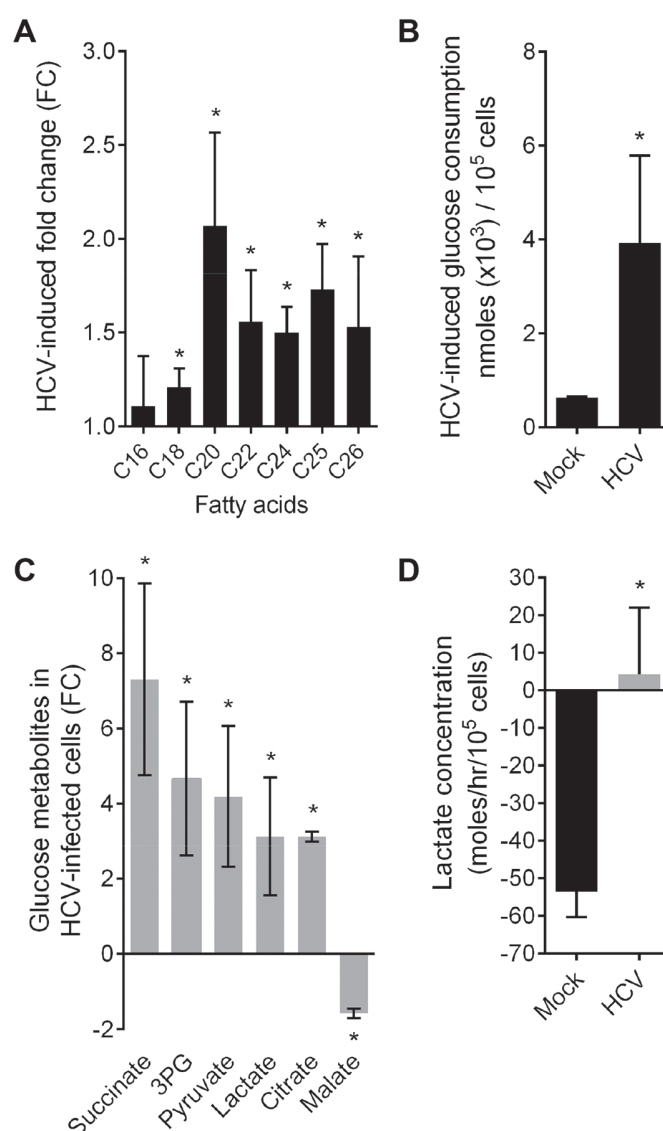 A
HCV-induced fold change (FC)
3.0
2.5
2.0
1.5
1.0
*
*
*
*
*
*
C16
C18
C20
C22
C24
C25
C26
Fatty acids
B
HCV-induced glucose consumption
nmoles (x10³) / 10⁵ cells
8
6
4
2
0
*
Mock
HCV
C
Glucose metabolites in
HCV-infected cells (FC)
10
8
6
4
2
0
-2
*
*
*
*
*
*
Succinate
3PG
Pyruvate
Lactate
Citrate
Malate
D
Lactate concentration
(moles/hr/10⁵ cells)
30
20
10
0
-10
-20
-30
-40
-50
-60
-70
*
Mock
HCV